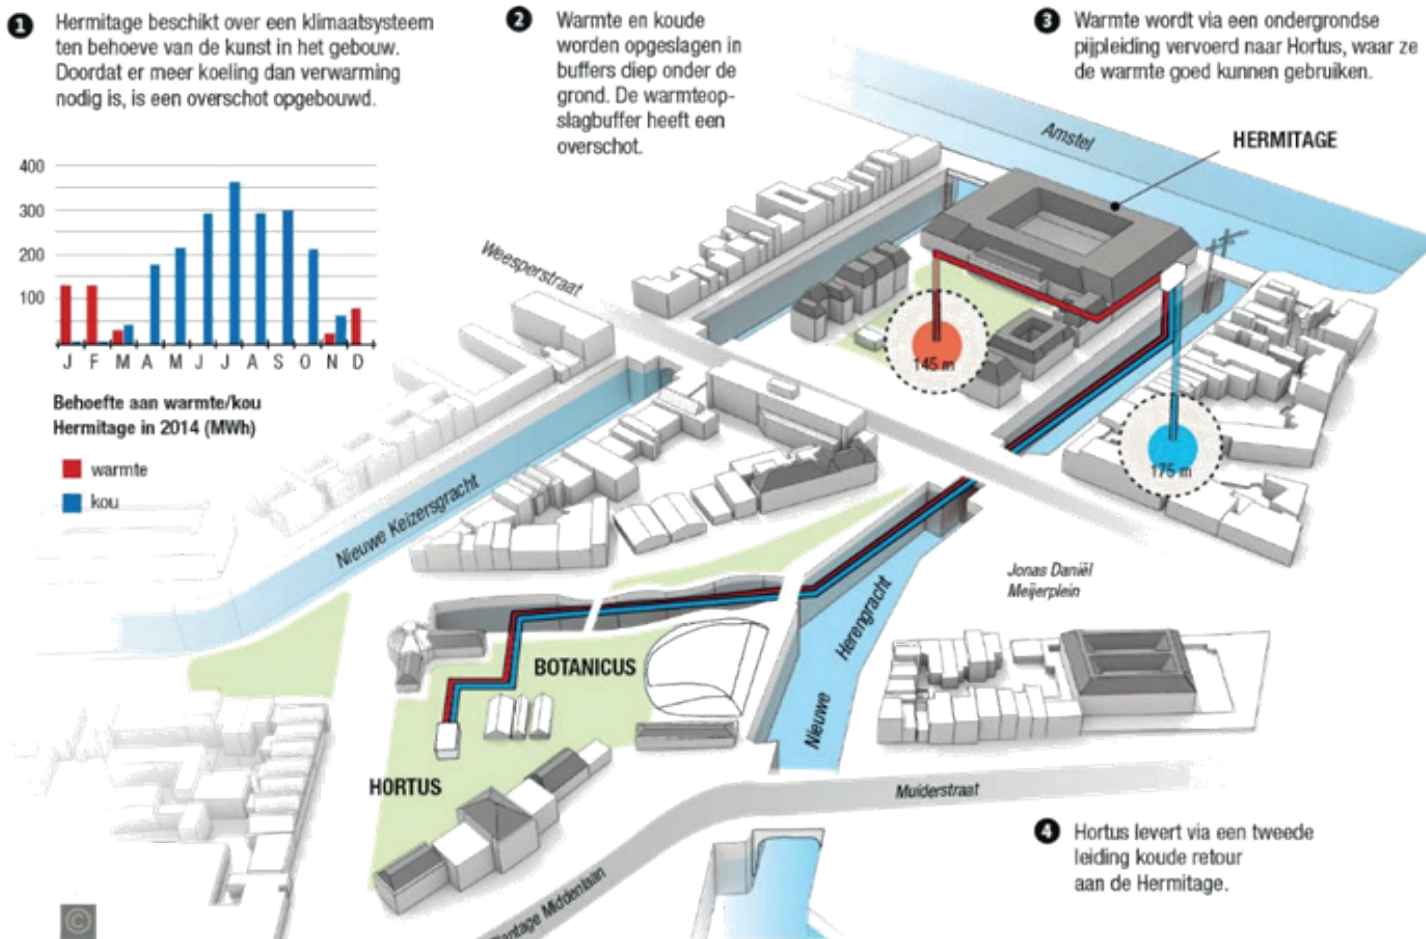 1 Hermitage beschikt over een klimaatsysteem
ten behoeve van de kunst in het gebouw.
Doordat er meer koeling dan verwarming
nodig is, is een overschot opgebouwd.
2 Warmte en koude
worden opgeslagen in
buffers diep onder de
grond. De warmteop-
slagbuffer heeft een
overschot.
3 Warmte wordt via een ondergrondse
pijpleiding vervoerd naar Hortus, waar ze
de warmte goed kunnen gebruiken.
400
300
200
100
J F M A M J J A S O N D
Behoefte aan warmte/kou
Hermitage in 2014 (MWh)
warmte
kou
Amstel
HERMITAGE
Weesperstraat
145 m
175 m
Nieuwe Keizersgracht
Jonas Daniël
Meijerplein
Nieuwe Herengracht
BOTANICUS
HORTUS
Muiderstraat
Plantage Middenlaan
4 Hortus levert via een tweede
leiding koude retour
aan de Hermitage.
©